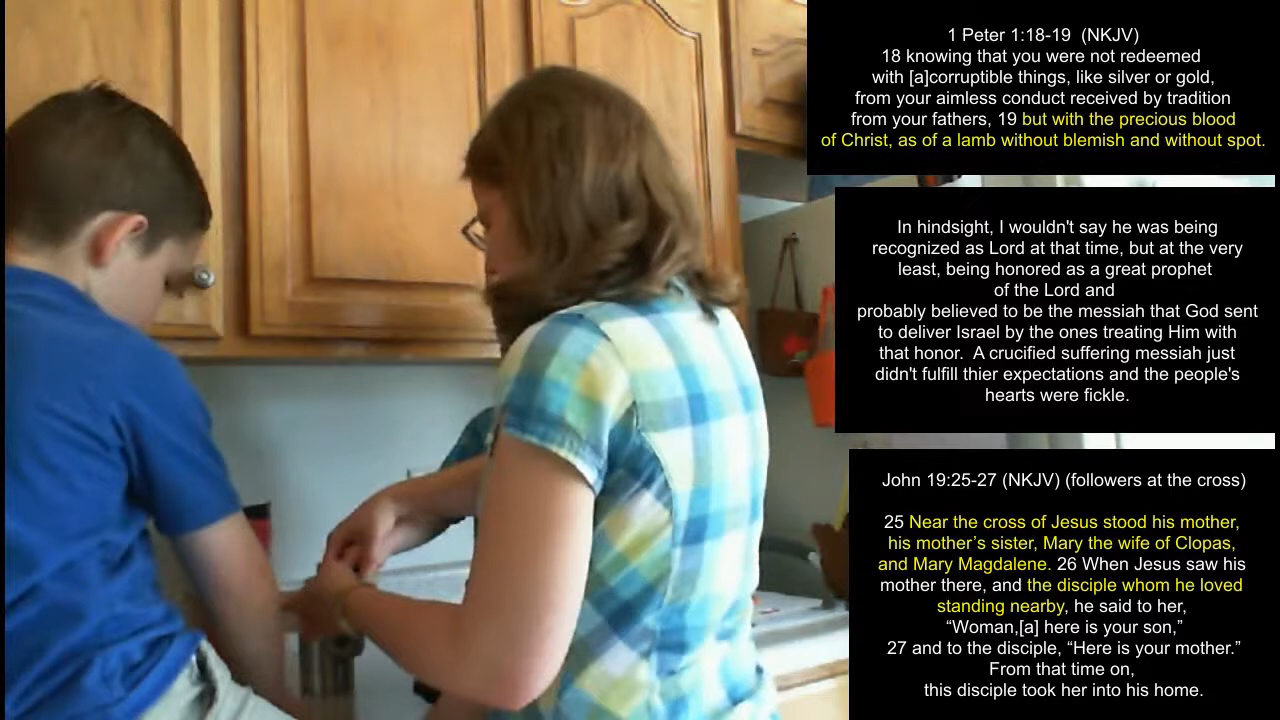 1 Peter 1:18-19 (NKJV)
18 knowing that you were not redeemed
with [a]corruptible things, like silver or gold,
from your aimless conduct received by tradition
from your fathers, 19 but with the precious blood
of Christ, as of a lamb without blemish and without spot.
In hindsight, I wouldn't say he was being
recognized as Lord at that time, but at the very
least, being honored as a great prophet
of the Lord and
probably believed to be the messiah that God sent
to deliver Israel by the ones treating Him with
that honor. A crucified suffering messiah just
didn't fulfill thier expectations and the people's
hearts were fickle.
John 19:25-27 (NKJV) (followers at the cross)
25 Near the cross of Jesus stood his mother,
his mother’s sister, Mary the wife of Clopas,
and Mary Magdalene. 26 When Jesus saw his
mother there, and the disciple whom he loved
standing nearby, he said to her,
“Woman,[a] here is your son,”
27 and to the disciple, “Here is your mother.”
From that time on,
this disciple took her into his home.